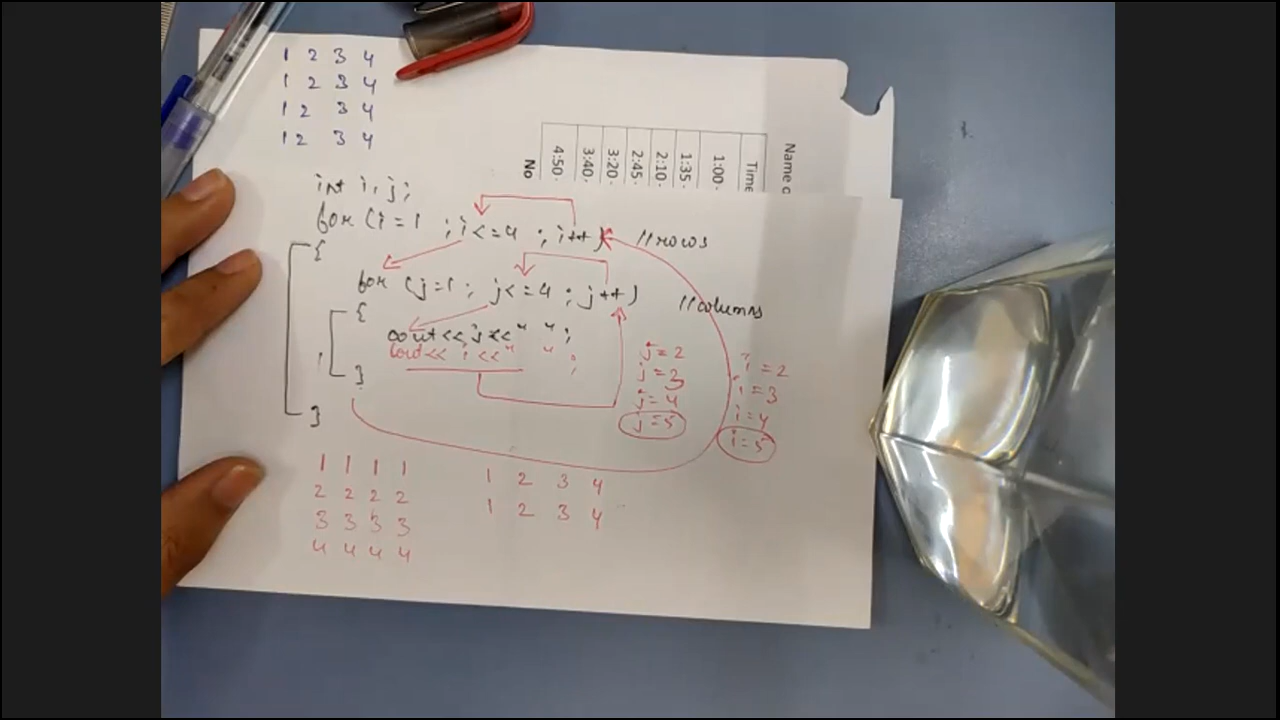 1 2 3 4
1 2 3 4
1 2 3 4
1 2 3 4
Name
Time
1:00
1:35
2:10
2:45
3:20
3:40
4:50
No
int i, j;
for (i=1 ; i<=4 ; i++) //rows
{
for (j=1 ; j<=4 ; j++) //columns
{
cout<<j<<" ";
cout<<i<<" ";
}
}
j=2
j=3
j=4
j=5
i=2
i=3
i=4
i=5
1 1 1 1
2 2 2 2
3 3 3 3
4 4 4 4
1 2 3 4
1 2 3 4